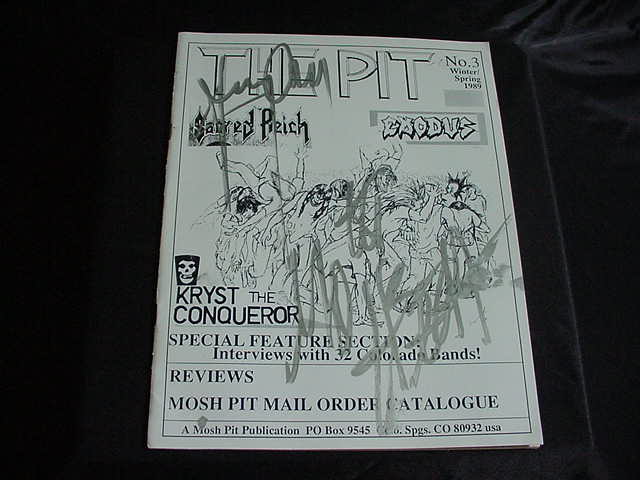 THE PIT
No.3
Winter/
Spring
1989
Sacred Reich
EXODUS
KRYST THE
CONQUEROR
SPECIAL FEATURE SECTION:
Interviews with 32 Colorado Bands!
REVIEWS
MOSH PIT MAIL ORDER CATALOGUE
A Mosh Pit Publication PO Box 9545 Colo. Spgs. CO 80932 usa